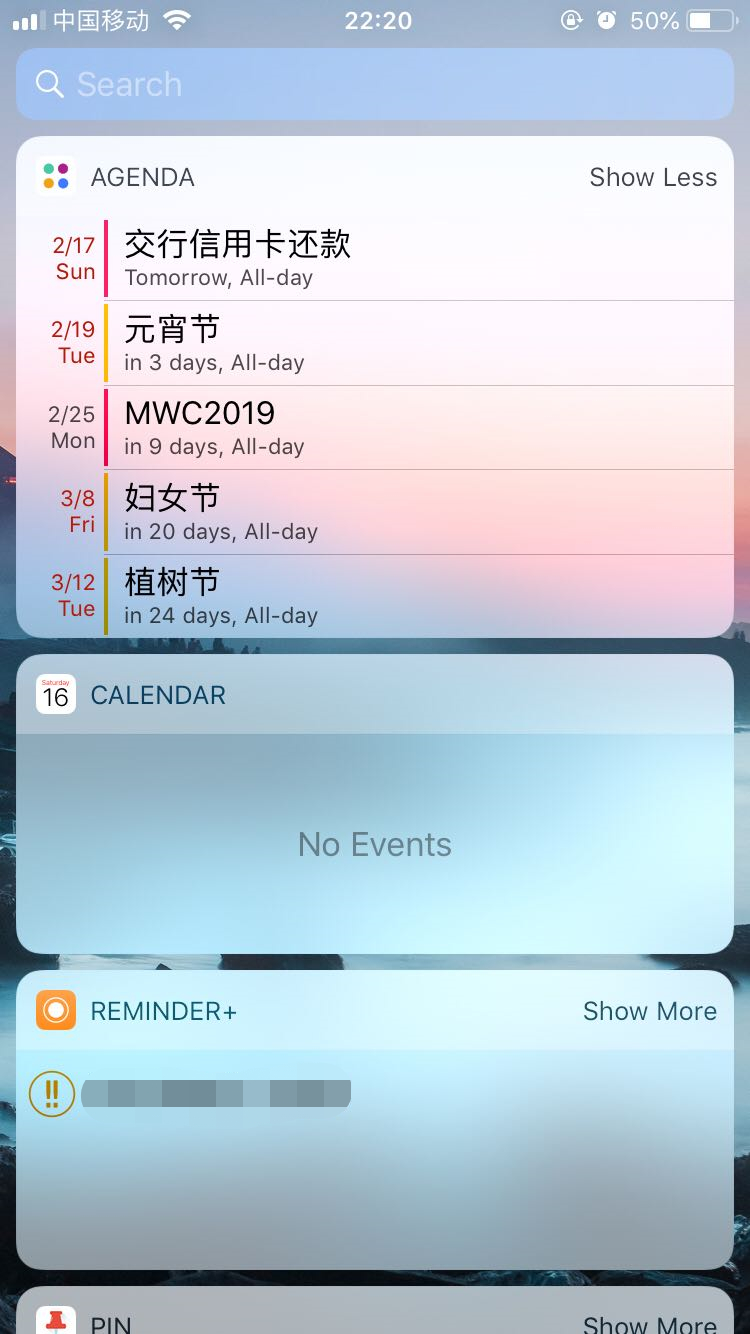 中国移动 22:20 50%
Search
AGENDA Show Less
2/17 交行信用卡还款
Sun Tomorrow, All-day
2/19 元宵节
Tue in 3 days, All-day
2/25 MWC2019
Mon in 9 days, All-day
3/8 妇女节
Fri in 20 days, All-day
3/12 植树节
Tue in 24 days, All-day
Saturday
16 CALENDAR
No Events
REMINDER+ Show More
!!
PIN Show More